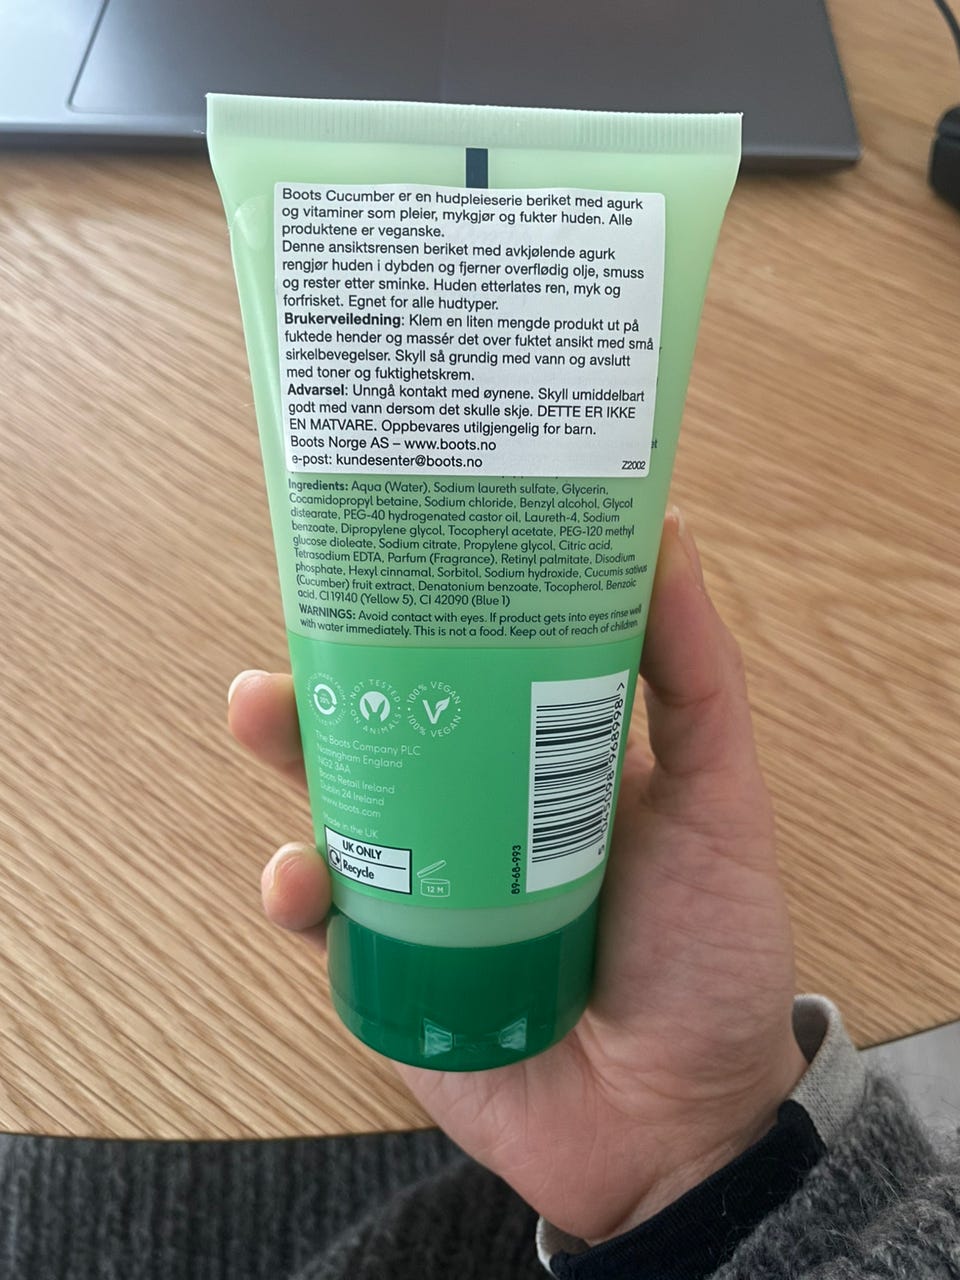 Boots Cucumber er en hudpleieserie beriket med agurk
og vitaminer som pleier, mykgjør og fukter huden. Alle
produktene er veganske.
Denne ansiktsrensen beriket med avkjølende agurk
rengjør huden i dybden og fjerner overflødig olje, smuss
og rester etter sminke. Huden etterlates ren, myk og
forfrisket. Egnet for alle hudtyper.
Brukerveiledning: Klem en liten mengde produkt ut på
fuktede hender og massér det over fuktet ansikt med små
sirkelbevegelser. Skyll så grundig med vann og avslutt
med toner og fuktighetskrem.
Advarsel: Unngå kontakt med øynene. Skyll umiddelbart
godt med vann dersom det skulle skje. DETTE ER IKKE
EN MATVARE. Oppbevares utilgjengelig for barn.
Boots Norge AS – www.boots.no
e-post: kundesenter@boots.no
Z2002
Ingredients: Aqua (Water), Sodium laureth sulfate, Glycerin,
Cocamidopropyl betaine, Sodium chloride, Benzyl alcohol, Glycol
distearate, PEG-40 hydrogenated castor oil, Laureth-4, Sodium
benzoate, Dipropylene glycol, Tocopheryl acetate, PEG-120 methyl
glucose dioleate, Sodium citrate, Propylene glycol, Citric acid,
Tetrasodium EDTA, Parfum (Fragrance), Retinyl palmitate, Disodium
phosphate, Hexyl cinnamal, Sorbitol, Sodium hydroxide, Cucumis sativus
(Cucumber) fruit extract, Denatonium benzoate, Tocopherol, Benzoic
acid, CI 19140 (Yellow 5), CI 42090 (Blue 1)
WARNINGS: Avoid contact with eyes. If product gets into eyes rinse well
with water immediately. This is not a food. Keep out of reach of children.
MADE FROM
RECYCLED PLASTIC
NOT TESTED
ON ANIMALS
100% VEGAN
100% VEGAN
The Boots Company PLC
Nottingham England
NG2 3AA
Boots Retail Ireland
Dublin 24 Ireland
www.boots.com
Made in the UK
UK ONLY
Recycle
12 M
89-68-993
5 045098 968998 >